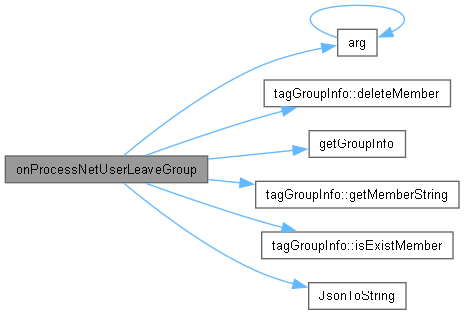 arg
tagGroupInfo::deleteMember
getGroupInfo
onProcessNetUserLeaveGroup
tagGroupInfo::getMemberString
tagGroupInfo::isExistMember
JsonToString